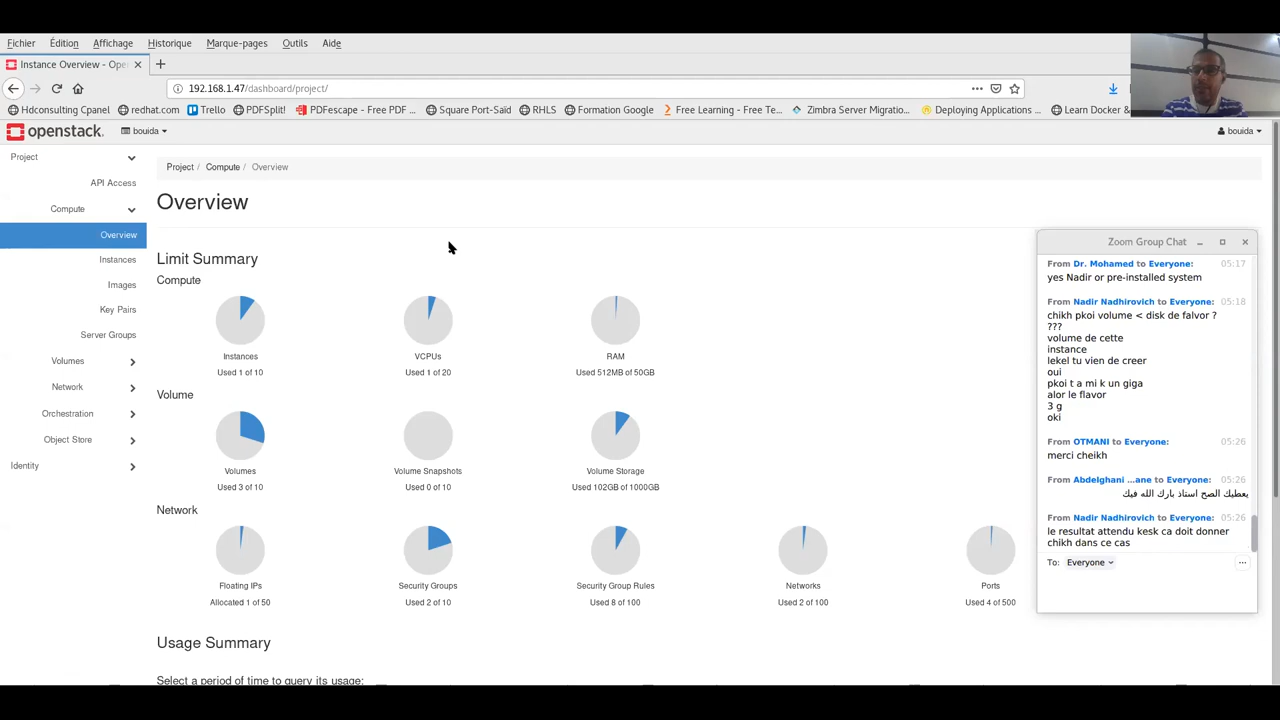 Fichier Édition Affichage Historique Marque-pages Outils Aide
Instance Overview - Ope
192.168.1.47/dashboard/project/
Hdconsulting Cpanel redhat.com Trello PDFSplit! PDFescape - Free PDF ... Square Port-Saïd RHLS Formation Google Free Learning - Free Te... Zimbra Server Migratio... Deploying Applications ... Learn Docker &
openstack. bouida bouida
Project
API Access
Compute
Overview
Instances
Images
Key Pairs
Server Groups
Volumes
Network
Orchestration
Object Store
Identity
Project / Compute / Overview
Overview
Limit Summary
Compute
Instances VCPUs RAM
Used 1 of 10 Used 1 of 20 Used 512MB of 50GB
Volume
Volumes Volume Snapshots Volume Storage
Used 3 of 10 Used 0 of 10 Used 102GB of 1000GB
Network
Floating IPs Security Groups Security Group Rules Networks Ports
Allocated 1 of 50 Used 2 of 10 Used 8 of 100 Used 2 of 100 Used 4 of 500
Usage Summary
Select a period of time to query its usage:
Zoom Group Chat
From Dr. Mohamed to Everyone: 05:17
yes Nadir or pre-installed system
From Nadir Nadhirovich to Everyone: 05:18
chikh pkoi volume < disk de falvor ?
???
volume de cette
instance
lekel tu vien de creer
oui
pkoi t a mi k un giga
alor le flavor
3 g
oki
From OTMANI to Everyone: 05:26
merci cheikh
From Abdelghani ...ane to Everyone: 05:26
يعطيك الصح استاذ بارك الله فيك
From Nadir Nadhirovich to Everyone: 05:26
le resultat attendu kesk ca doit donner
chikh dans ce cas
To: Everyone